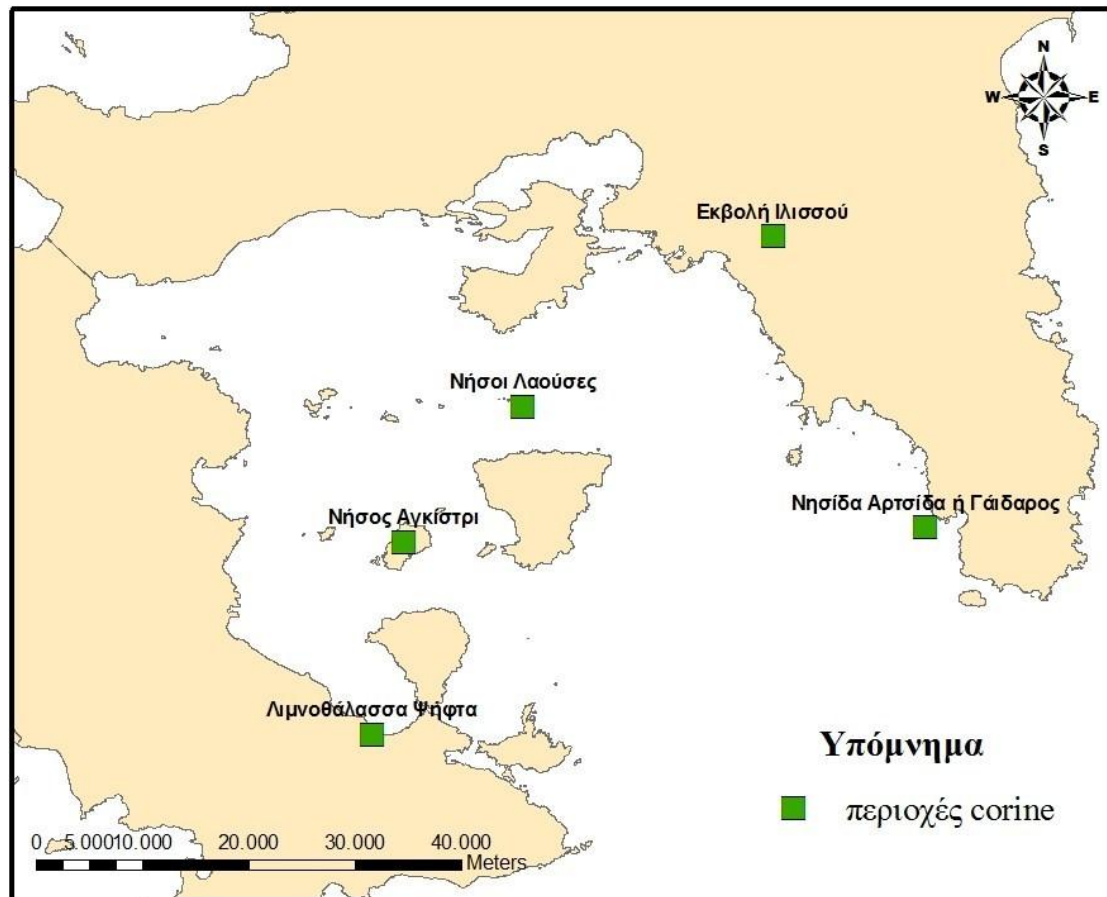 N
W E
S
Εκβολή Ιλισσού
Νήσοι Λαούσες
Νησίδα Αρτσίδα ή Γάιδαρος
Νήσος Αγκίστρι
Λιμνοθάλασσα Ψήφτα
Υπόμνημα
περιοχές corine
0 5.000 10.000 20.000 30.000 40.000
Meters